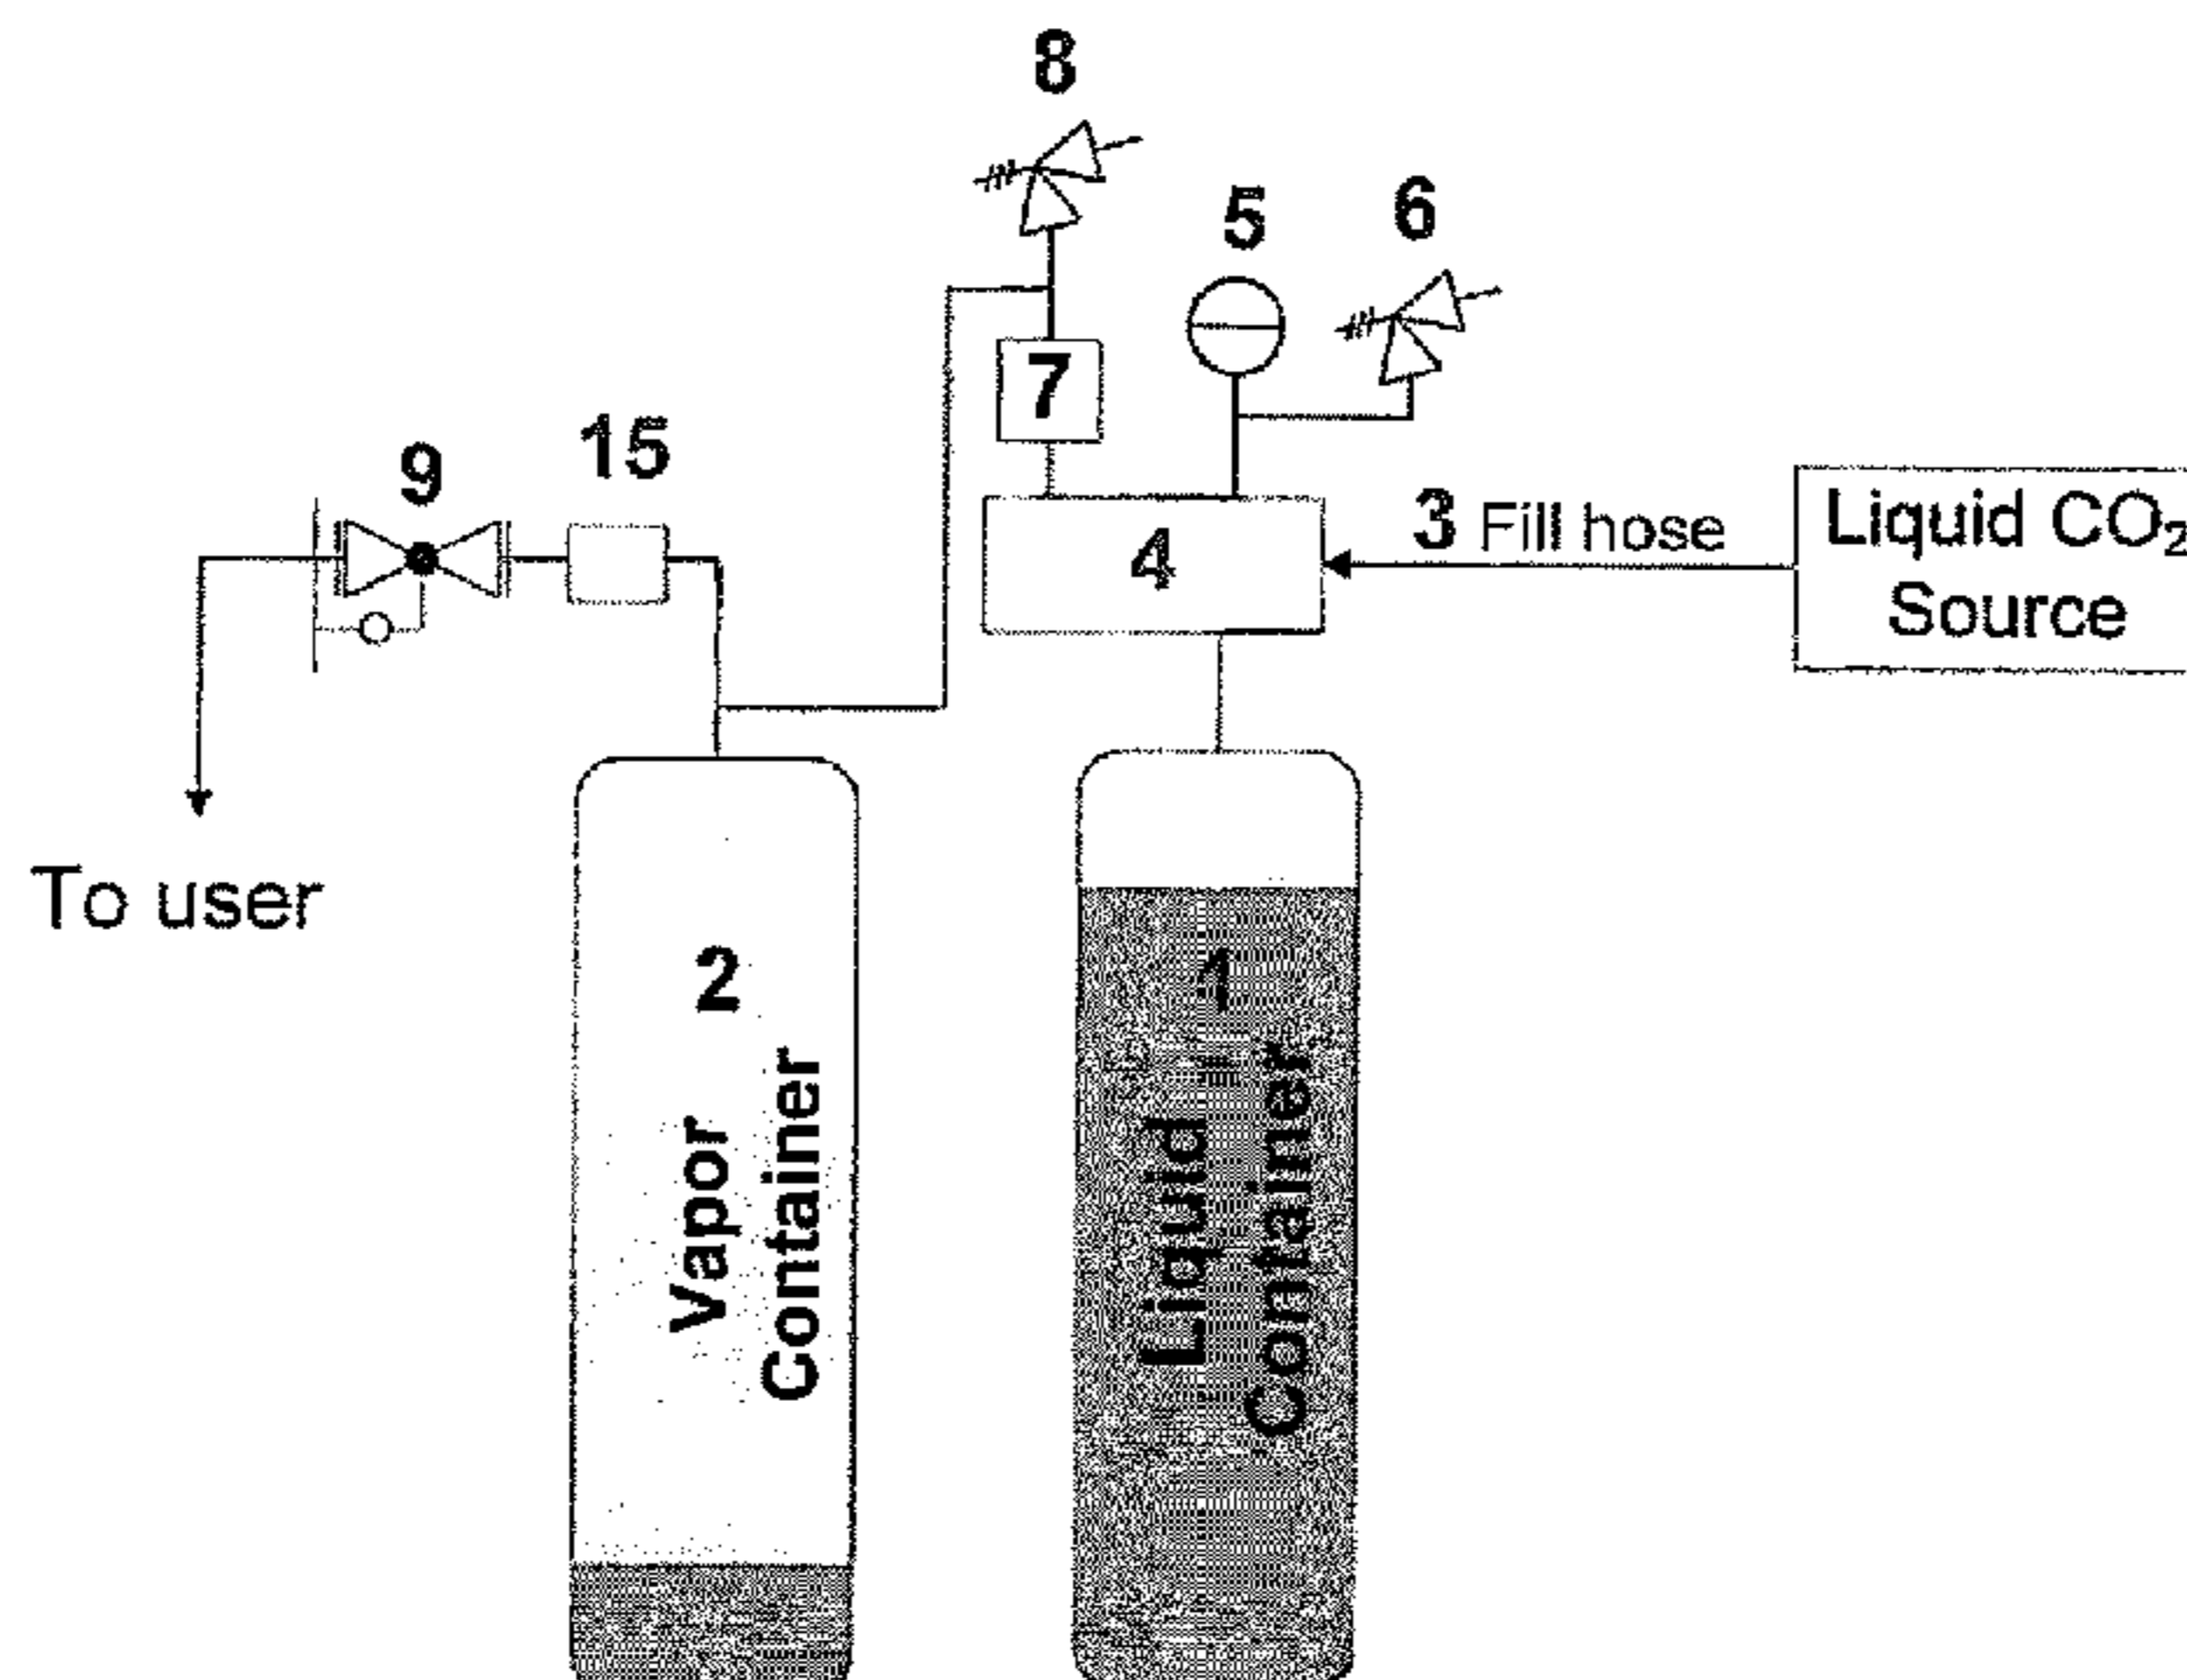 8
5
6
7
15
9
3 Fill hose
Liquid CO₂
Source
4
To user
2
Vapor
Container
1
Liquid
Container